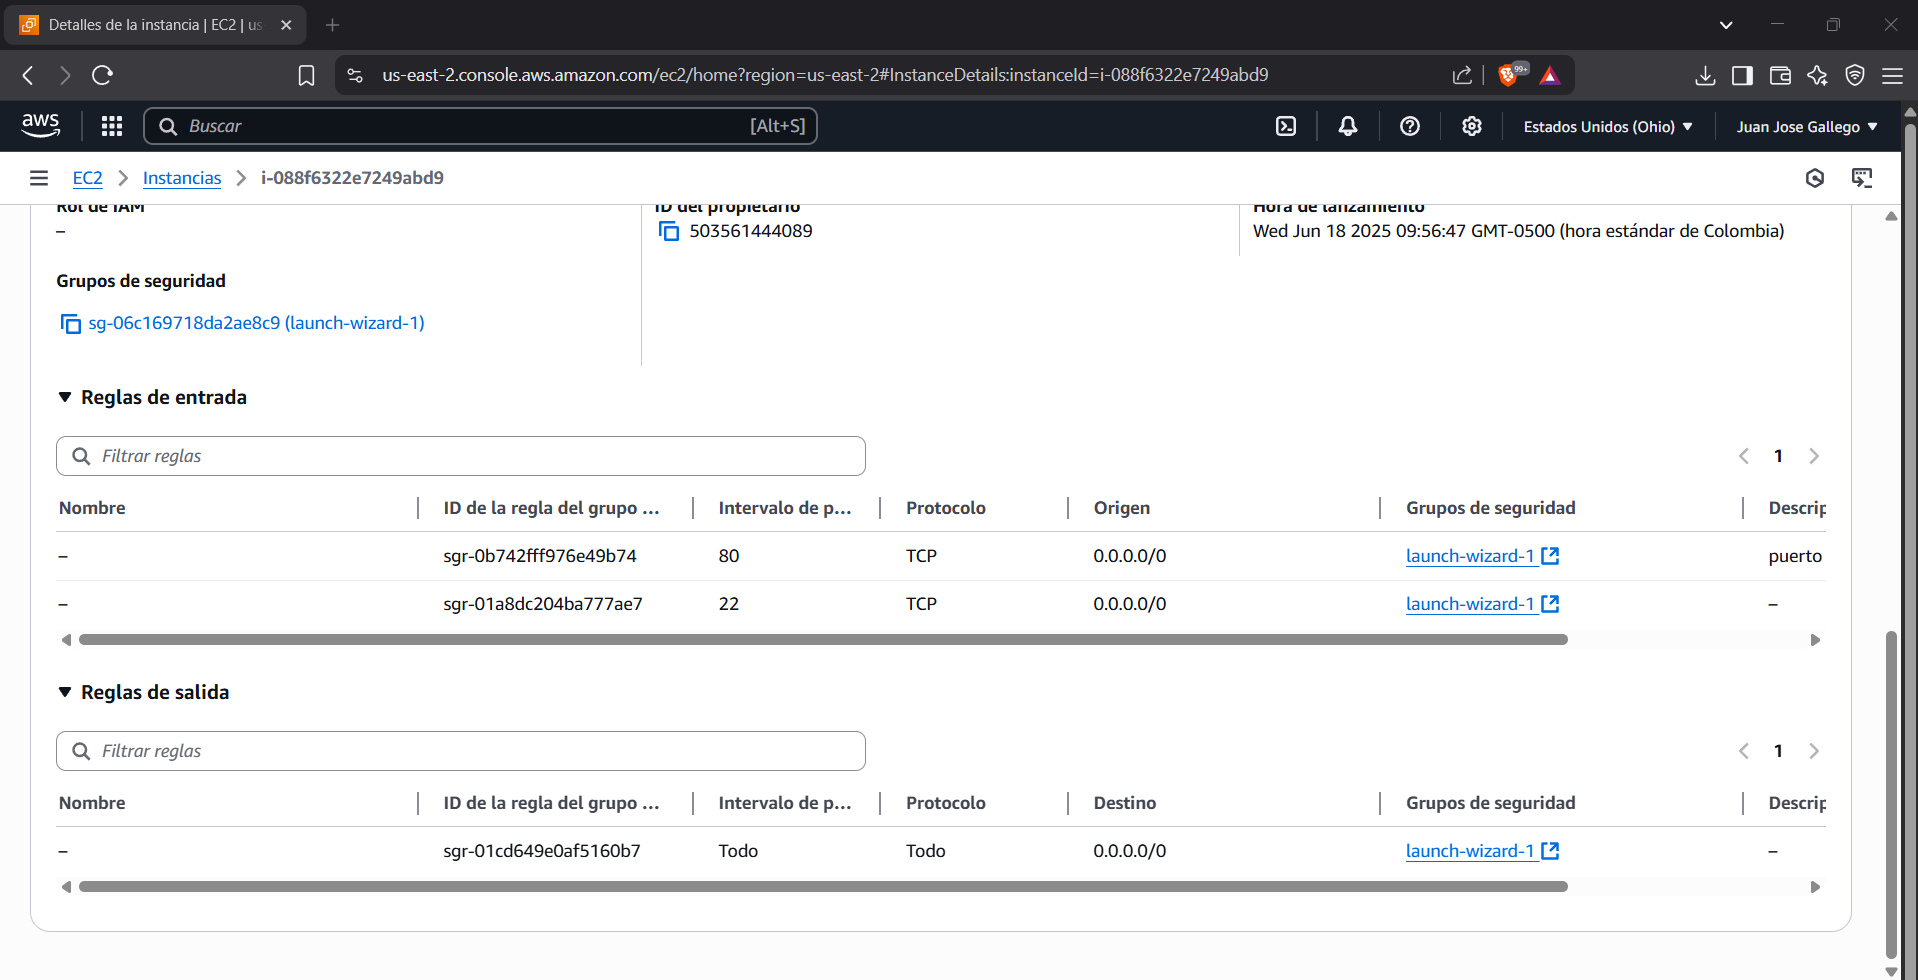 Detalles de la instancia | EC2 | us-
us-east-2.console.aws.amazon.com/ec2/home?region=us-east-2#InstanceDetails:instanceId=i-088f6322e7249abd9
99+
aws
Buscar
[Alt+S]
Estados Unidos (Ohio)
Juan Jose Gallego
EC2
Instancias
i-088f6322e7249abd9
Rol de IAM
–
ID del propietario
503561444089
Hora de lanzamiento
Wed Jun 18 2025 09:56:47 GMT-0500 (hora estándar de Colombia)
Grupos de seguridad
sg-06c169718da2ae8c9 (launch-wizard-1)
Reglas de entrada
Filtrar reglas
1
Nombre ID de la regla del grupo ... Intervalo de p... Protocolo Origen Grupos de seguridad Descrip
– sgr-0b742fff976e49b74 80 TCP 0.0.0.0/0 launch-wizard-1 puerto
– sgr-01a8dc204ba777ae7 22 TCP 0.0.0.0/0 launch-wizard-1 –
Reglas de salida
Filtrar reglas
1
Nombre ID de la regla del grupo ... Intervalo de p... Protocolo Destino Grupos de seguridad Descrip
– sgr-01cd649e0af5160b7 Todo Todo 0.0.0.0/0 launch-wizard-1 –